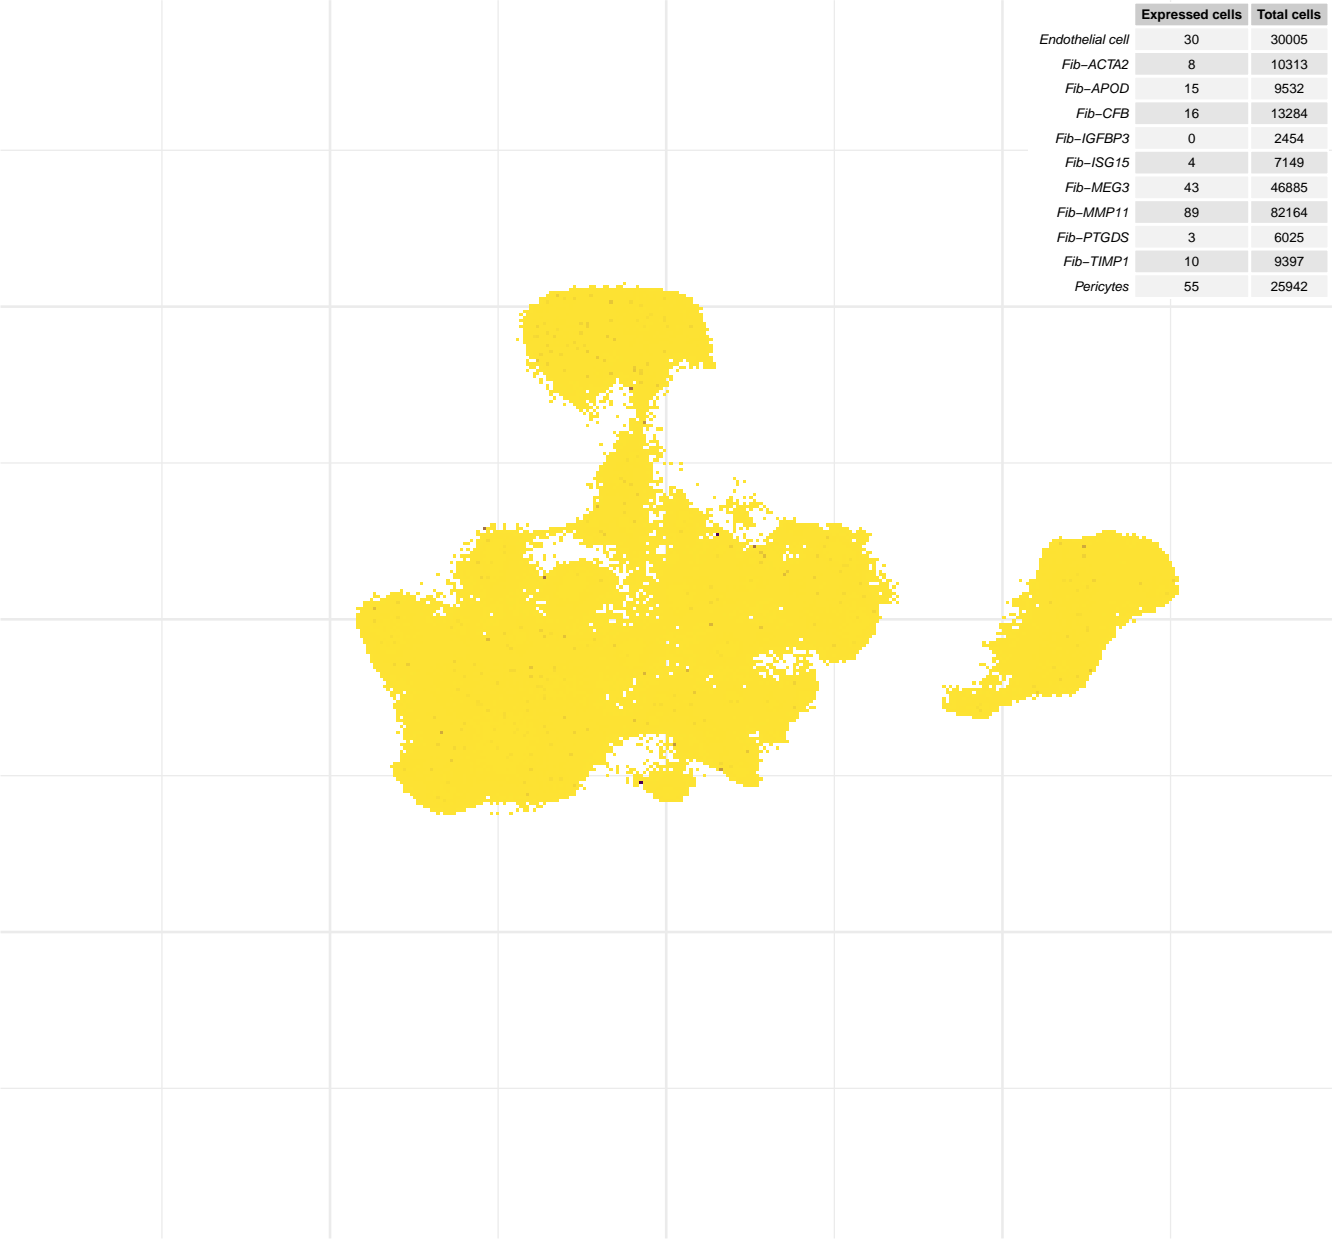 Expressed cells Total cells
Endothelial cell 30 30005
Fib−ACTA2 8 10313
Fib−APOD 15 9532
Fib−CFB 16 13284
Fib−IGFBP3 0 2454
Fib−ISG15 4 7149
Fib−MEG3 43 46885
Fib−MMP11 89 82164
Fib−PTGDS 3 6025
Fib−TIMP1 10 9397
Pericytes 55 25942